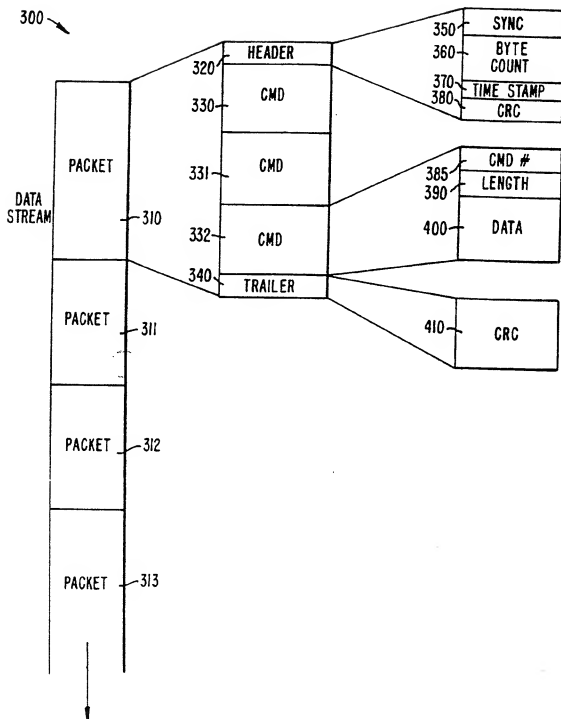 300
320 HEADER
330 CMD
331 CMD
332 CMD
340 TRAILER
350 SYNC
360 BYTE
COUNT
370 TIME STAMP
380 CRC
385 CMD #
390 LENGTH
400 DATA
410 CRC
DATA
STREAM
PACKET
310
PACKET
311
PACKET 312
PACKET 313